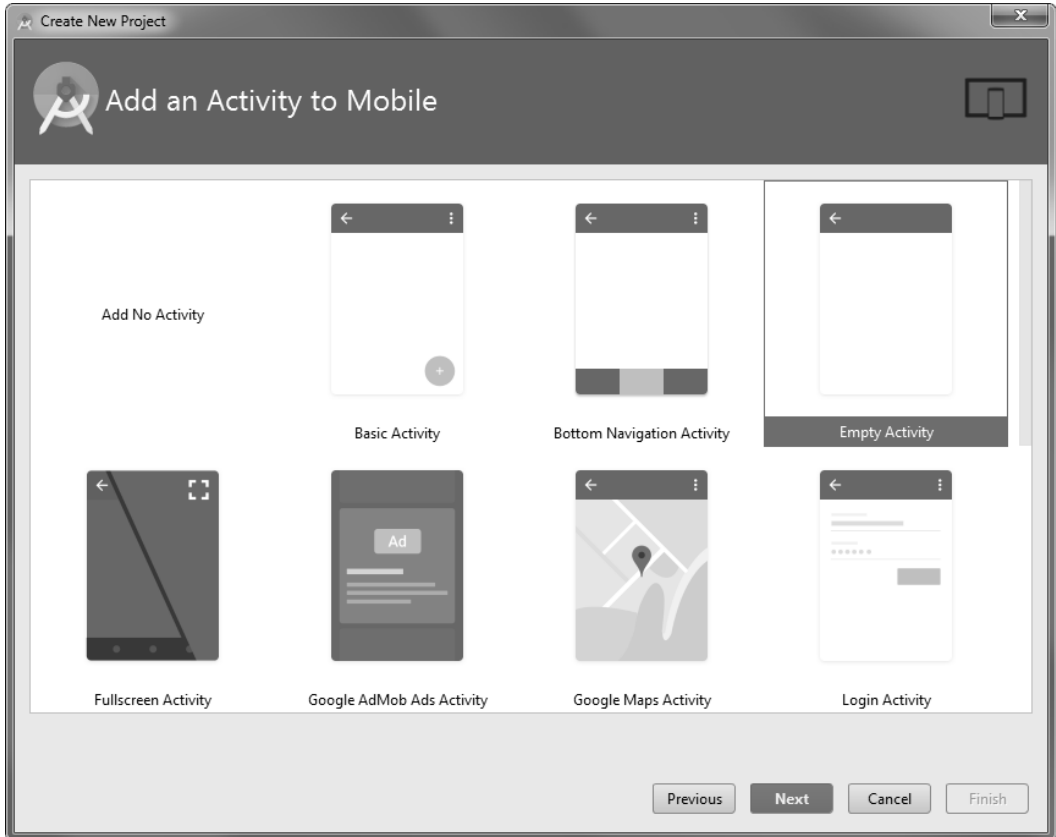 Create New Project
Add an Activity to Mobile
Add No Activity
Basic Activity
Bottom Navigation Activity
Empty Activity
Ad
Fullscreen Activity
Google AdMob Ads Activity
Google Maps Activity
Login Activity
Previous
Next
Cancel
Finish